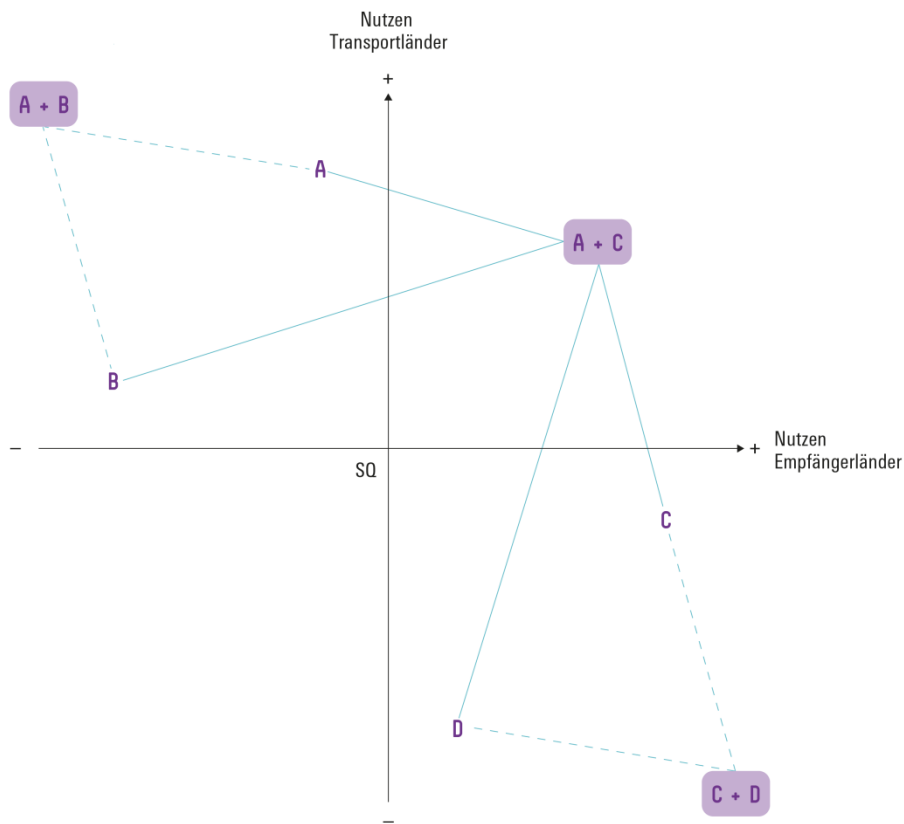 Nutzen
Transportländer
+
A + B
A
A + C
B
–
+
Nutzen
Empfängerländer
SQ
C
D
C + D
–